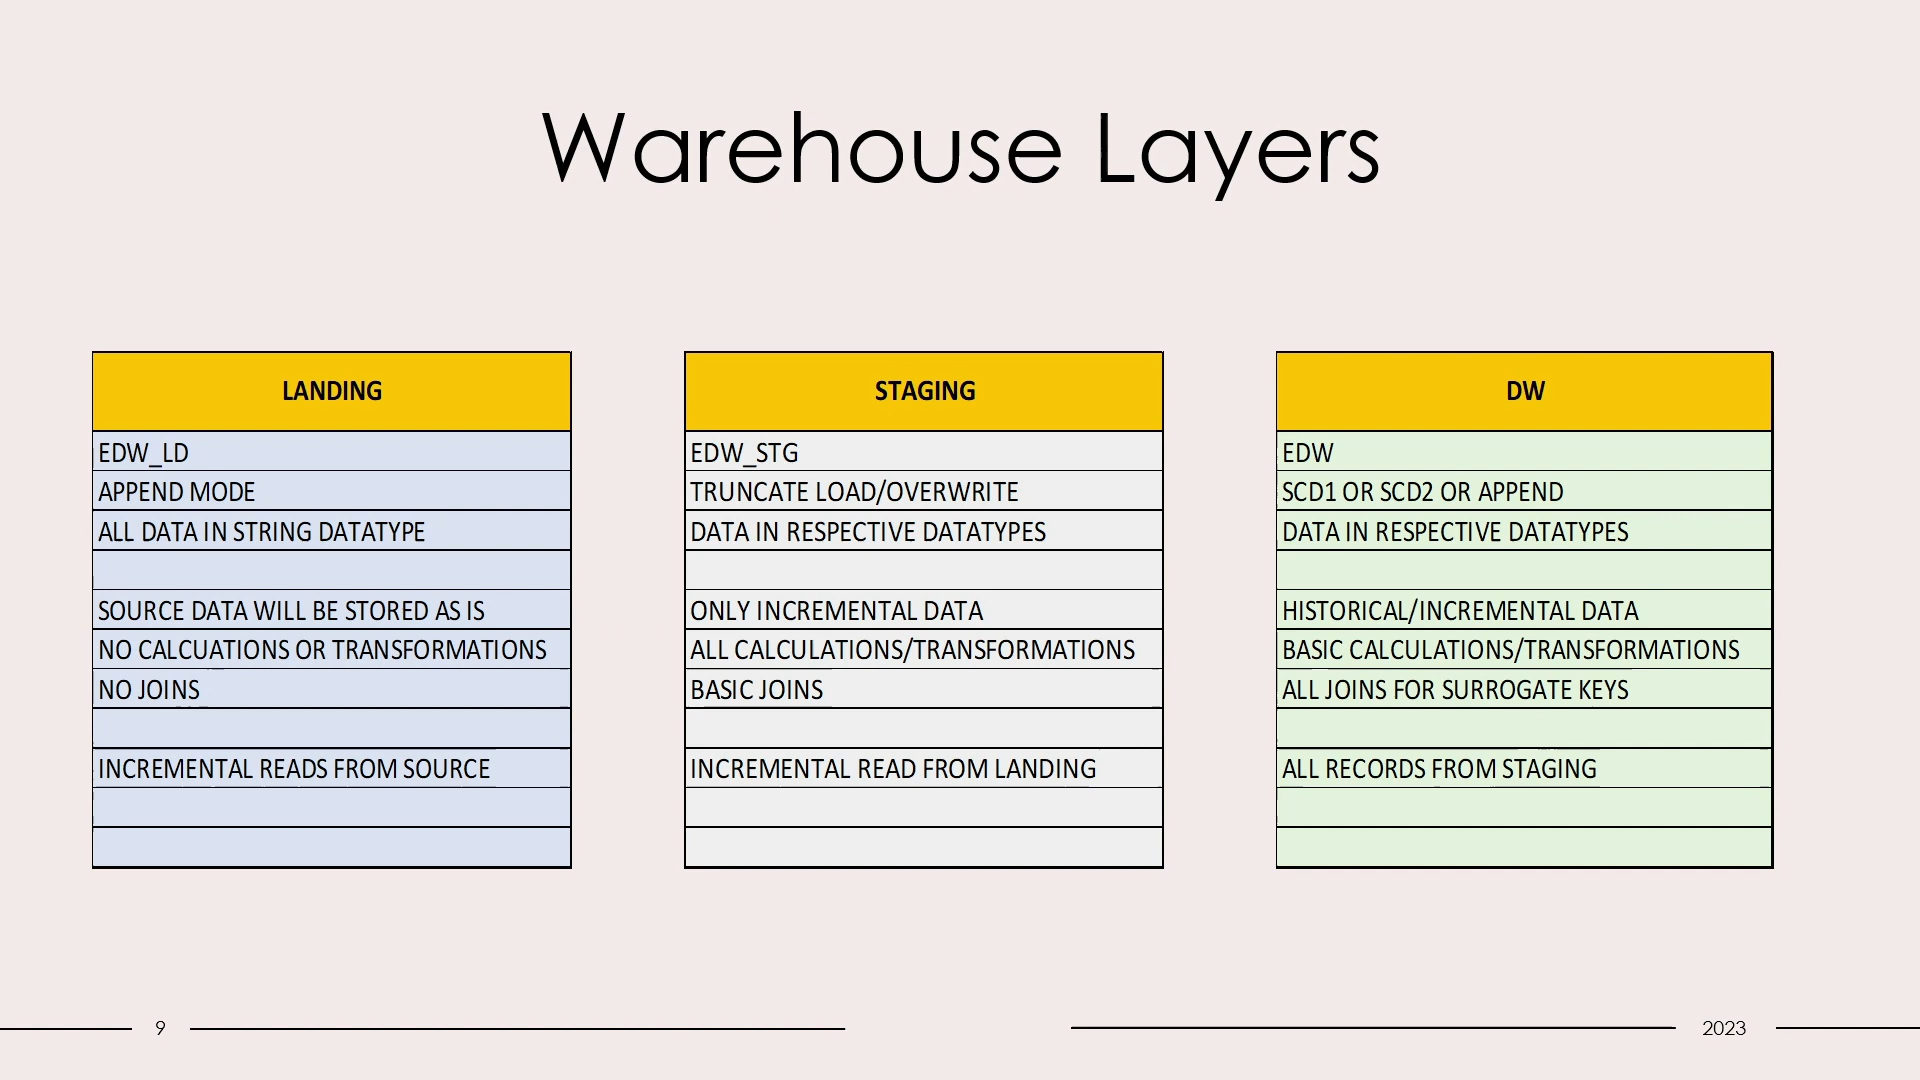 Warehouse Layers
LANDING
EDW_LD
APPEND MODE
ALL DATA IN STRING DATATYPE
SOURCE DATA WILL BE STORED AS IS
NO CALCUATIONS OR TRANSFORMATIONS
NO JOINS
INCREMENTAL READS FROM SOURCE
STAGING
EDW_STG
TRUNCATE LOAD/OVERWRITE
DATA IN RESPECTIVE DATATYPES
ONLY INCREMENTAL DATA
ALL CALCULATIONS/TRANSFORMATIONS
BASIC JOINS
INCREMENTAL READ FROM LANDING
DW
EDW
SCD1 OR SCD2 OR APPEND
DATA IN RESPECTIVE DATATYPES
HISTORICAL/INCREMENTAL DATA
BASIC CALCULATIONS/TRANSFORMATIONS
ALL JOINS FOR SURROGATE KEYS
ALL RECORDS FROM STAGING
9
2023